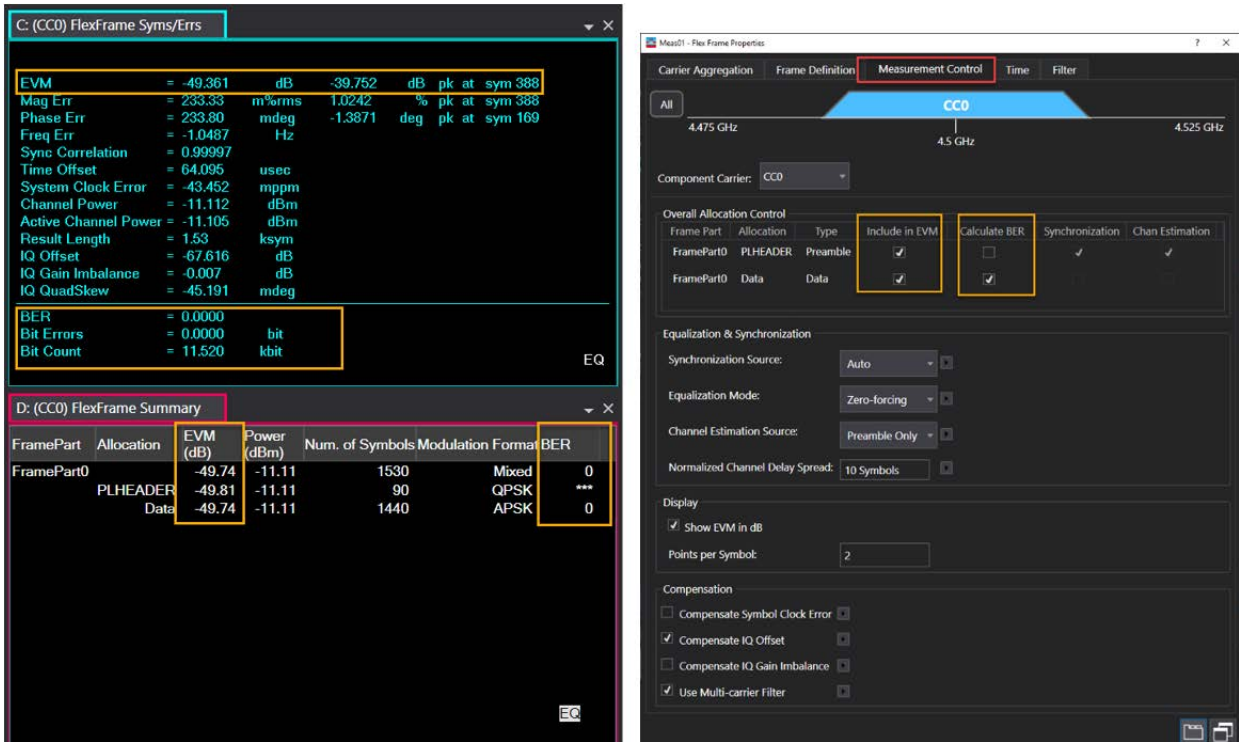 C: (CC0) FlexFrame Syms/Errs
EVM = -49.361 dB -39.752 dB pk at sym 388
Mag Err = 233.33 m%rms 1.0242 % pk at sym 388
Phase Err = 233.80 mdeg -1.3871 deg pk at sym 169
Freq Err = -1.0487 Hz
Sync Correlation = 0.99997
Time Offset = 64.095 usec
System Clock Error = -43.452 mppm
Channel Power = -11.112 dBm
Active Channel Power = -11.105 dBm
Result Length = 1.53 ksym
IQ Offset = -67.616 dB
IQ Gain Imbalance = -0.007 dB
IQ QuadSkew = -45.191 mdeg
BER = 0.0000
Bit Errors = 0.0000 bit
Bit Count = 11.520 kbit
EQ
D: (CC0) FlexFrame Summary
FramePart Allocation EVM (dB) Power (dBm) Num. of Symbols Modulation Format BER
FramePart0 -49.74 -11.11 1530 Mixed 0
PLHEADER -49.81 -11.11 90 QPSK ***
Data -49.74 -11.11 1440 APSK 0
EQ
Meas01 - Flex Frame Properties ? ×
Carrier Aggregation Frame Definition Measurement Control Time Filter
All
CC0
4.475 GHz 4.5 GHz 4.525 GHz
Component Carrier: CC0
Overall Allocation Control
Frame Part Allocation Type Include in EVM Calculate BER Synchronization Chan Estimation
FramePart0 PLHEADER Preamble
FramePart0 Data Data
Equalization & Synchronization
Synchronization Source: Auto
Equalization Mode: Zero-forcing
Channel Estimation Source: Preamble Only
Normalized Channel Delay Spread: 10 Symbols
Display
Show EVM in dB
Points per Symbol: 2
Compensation
Compensate Symbol Clock Error
Compensate IQ Offset
Compensate IQ Gain Imbalance
Use Multi-carrier Filter